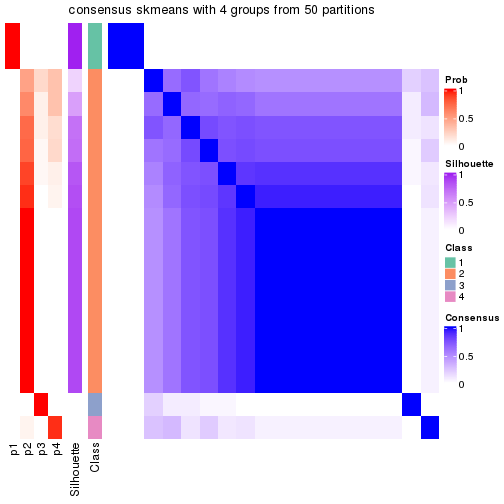 consensus skmeans with 4 groups from 50 partitions
Prob
1
0.5
0
Silhouette
1
0.5
0
Class
1
2
3
4
Consensus
1
0.5
0
p1
p2
p3
p4
Silhouette
Class